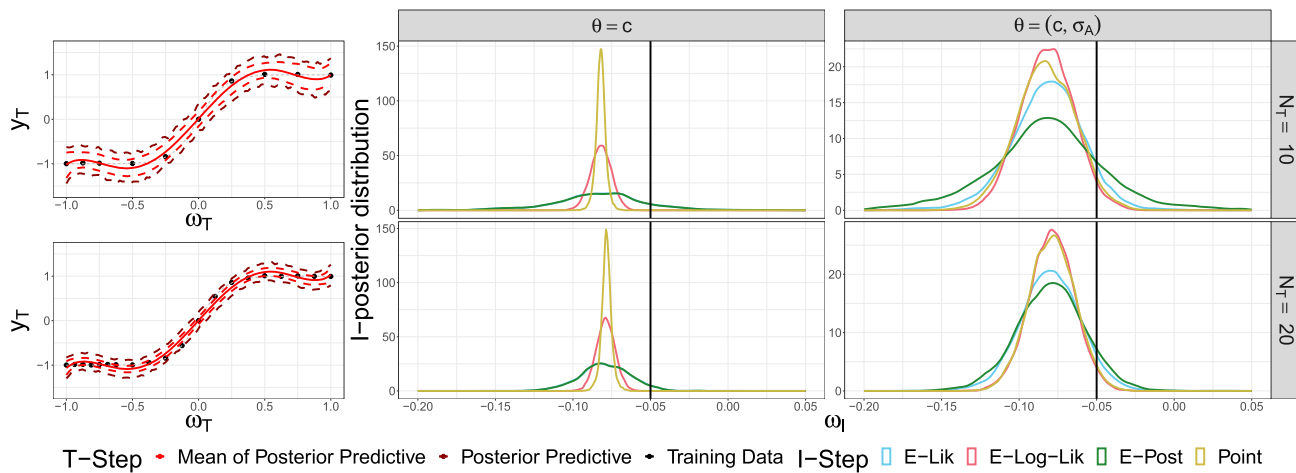 θ = c
θ = (c, σ_A)
y_T
1
0
−1
−1.0 −0.5 0.0 0.5 1.0
ω_T
y_T
1
0
−1
−1.0 −0.5 0.0 0.5 1.0
ω_T
I−posterior distribution
150
100
50
0
150
100
50
0
−0.20 −0.15 −0.10 −0.05 0.00 0.05
20
15
10
5
0
20
10
0
−0.20 −0.15 −0.10 −0.05 0.00 0.05
ω_I
N_T = 10
N_T = 20
T−Step Mean of Posterior Predictive Posterior Predictive Training Data I−Step E−Lik E−Log−Lik E−Post Point